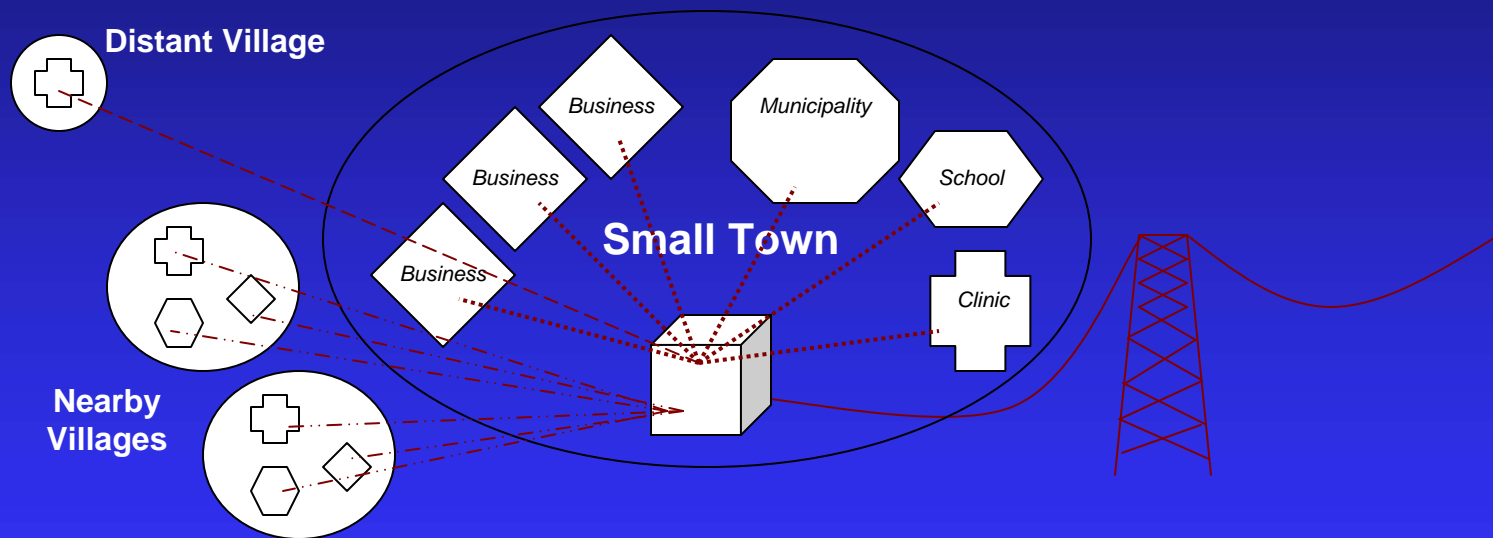 Distant Village
Business
Municipality
Business
School
Small Town
Business
Clinic
Nearby
Villages